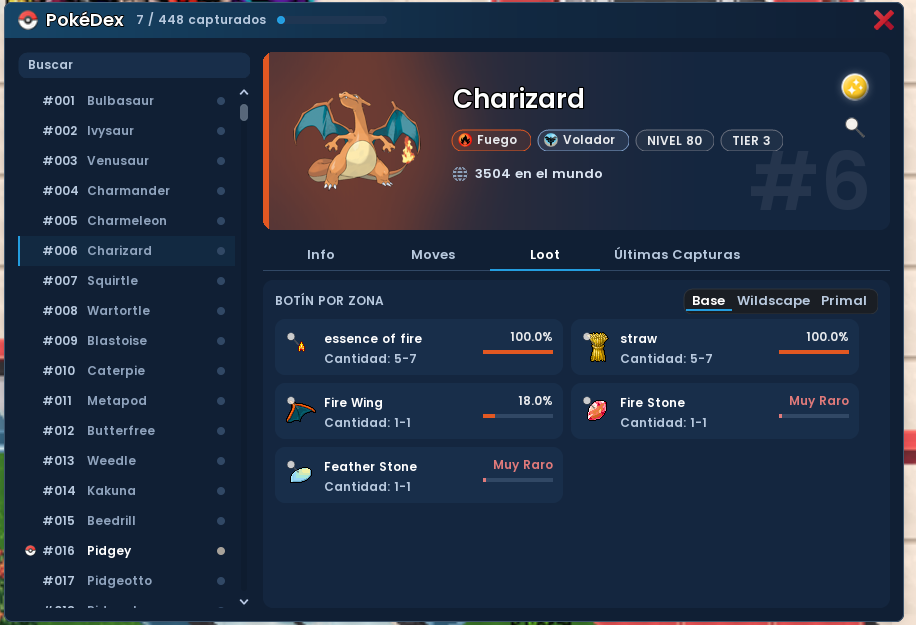 PokéDex 7 / 448 capturados
Buscar
#001 Bulbasaur
#002 Ivysaur
#003 Venusaur
#004 Charmander
#005 Charmeleon
#006 Charizard
#007 Squirtle
#008 Wartortle
#009 Blastoise
#010 Caterpie
#011 Metapod
#012 Butterfree
#013 Weedle
#014 Kakuna
#015 Beedrill
#016 Pidgey
#017 Pidgeotto
Charizard
Fuego Volador NIVEL 80 TIER 3
3504 en el mundo
#6
Info Moves Loot Últimas Capturas
BOTÍN POR ZONA Base Wildscape Primal
essence of fire 100.0%
Cantidad: 5-7
straw 100.0%
Cantidad: 5-7
Fire Wing 18.0%
Cantidad: 1-1
Fire Stone Muy Raro
Cantidad: 1-1
Feather Stone Muy Raro
Cantidad: 1-1